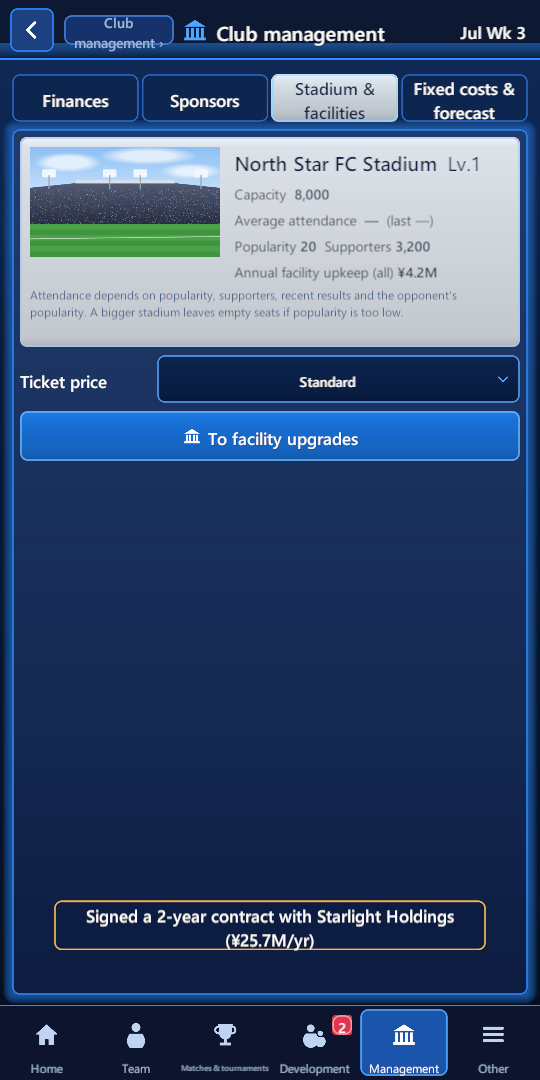 Club
management ›
Club management
Jul Wk 3
Finances
Sponsors
Stadium &
facilities
Fixed costs &
forecast
North Star FC Stadium Lv.1
Capacity 8,000
Average attendance — (last —)
Popularity 20 Supporters 3,200
Annual facility upkeep (all) ¥4.2M
Attendance depends on popularity, supporters, recent results and the opponent's
popularity. A bigger stadium leaves empty seats if popularity is too low.
Ticket price
Standard
To facility upgrades
Signed a 2-year contract with Starlight Holdings
(¥25.7M/yr)
2
Home
Team
Matches & tournaments
Development
Management
Other